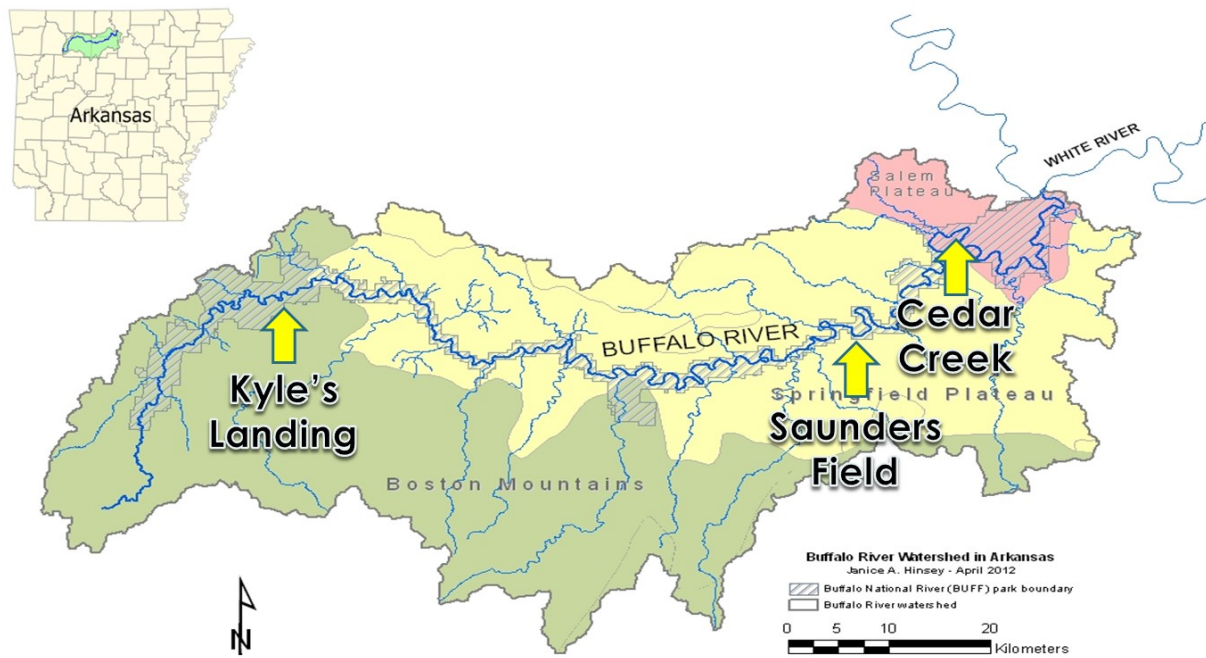 Arkansas
WHITE RIVER
Salem
Plateau
Cedar
Creek
BUFFALO RIVER
Kyle's
Landing
Springfield Plateau
Saunders
Field
Boston Mountains
Buffalo River Watershed in Arkansas
Janice A. Hinsey - April 2012
Buffalo National River (BUFF) park boundary
Buffalo River watershed
0 5 10 20
Kilometers
N